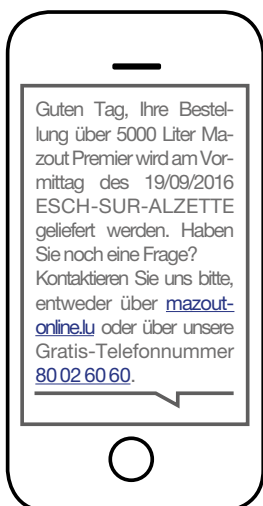 Guten Tag, Ihre Bestel-
lung über 5000 Liter Ma-
zout Premier wird am Vor-
mittag des 19/09/2016
ESCH-SUR-ALZETTE
geliefert werden. Haben
Sie noch eine Frage?
Kontaktieren Sie uns bitte,
entweder über mazout-
online.lu oder über unsere
Gratis-Telefonnummer
80 02 60 60.